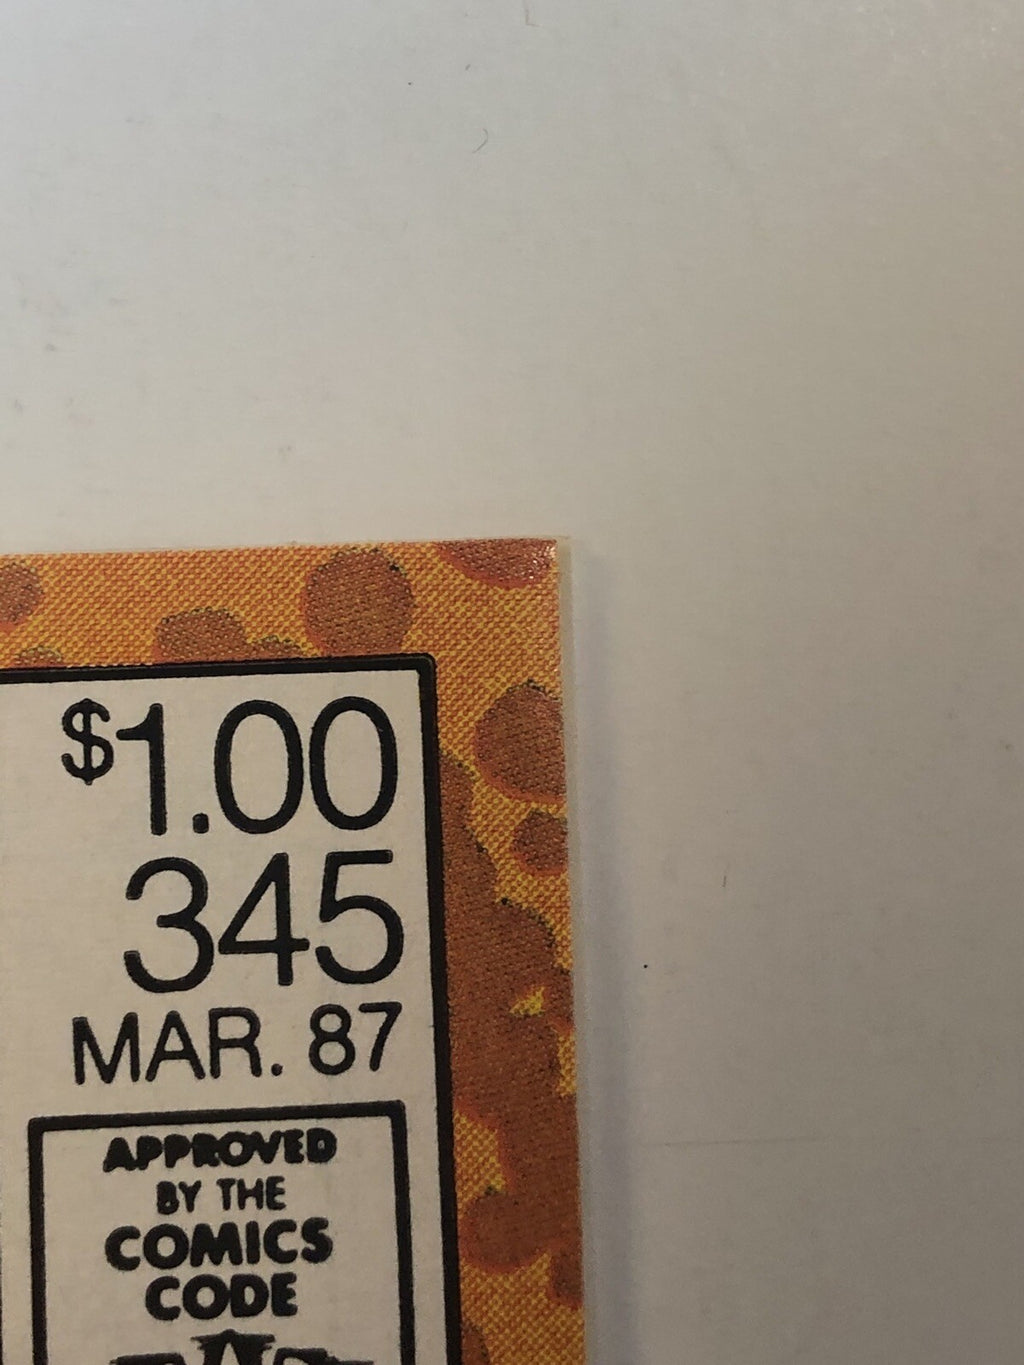 $1.00
345
MAR. 87
APPROVED
BY THE
COMICS
CODE